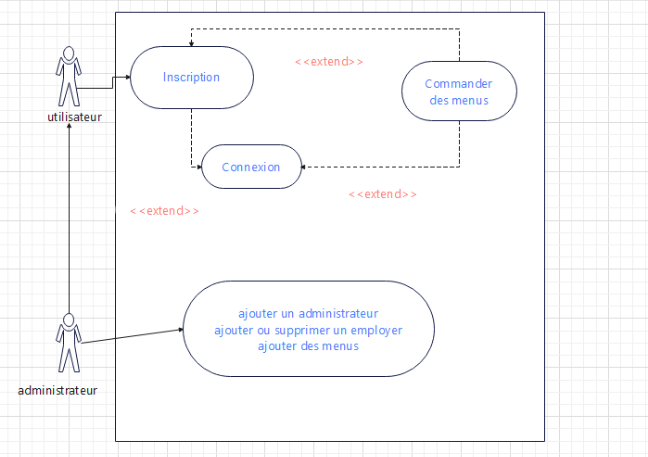 <<extend>>
Inscription
Commander
des menus
utilisateur
Connexion
<<extend>>
<<extend>>
ajouter un administrateur
ajouter ou supprimer un employer
ajouter des menus
administrateur